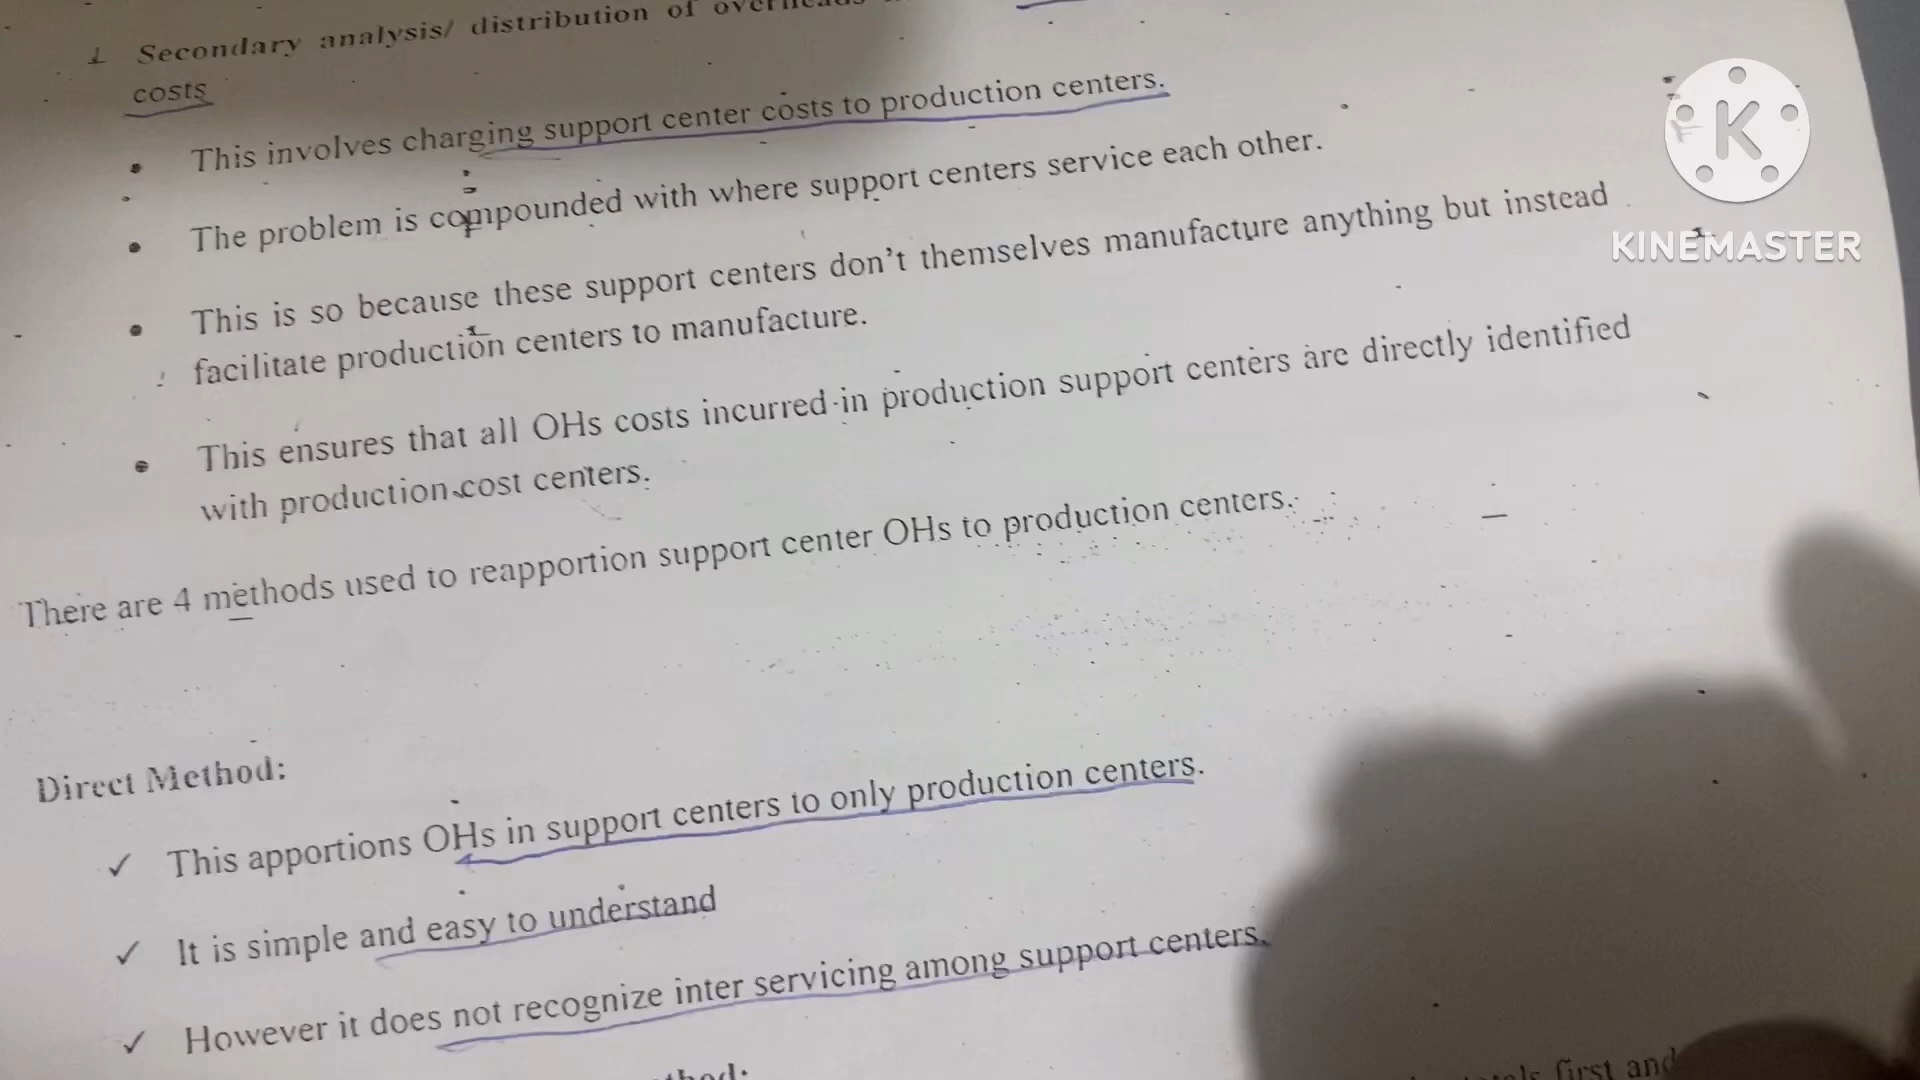 Secondary analysis/ distribution of overheads
costs
• This involves charging support center costs to production centers.
• The problem is compounded with where support centers service each other.
• This is so because these support centers don't themselves manufacture anything but instead
facilitate production centers to manufacture.
• This ensures that all OHs costs incurred in production support centers are directly identified
with production cost centers.
There are 4 methods used to reapportion support center OHs to production centers.
Direct Method:
✓ This apportions OHs in support centers to only production centers.
✓ It is simple and easy to understand
✓ However it does not recognize inter servicing among support centers.
first and
K
KINEMASTER